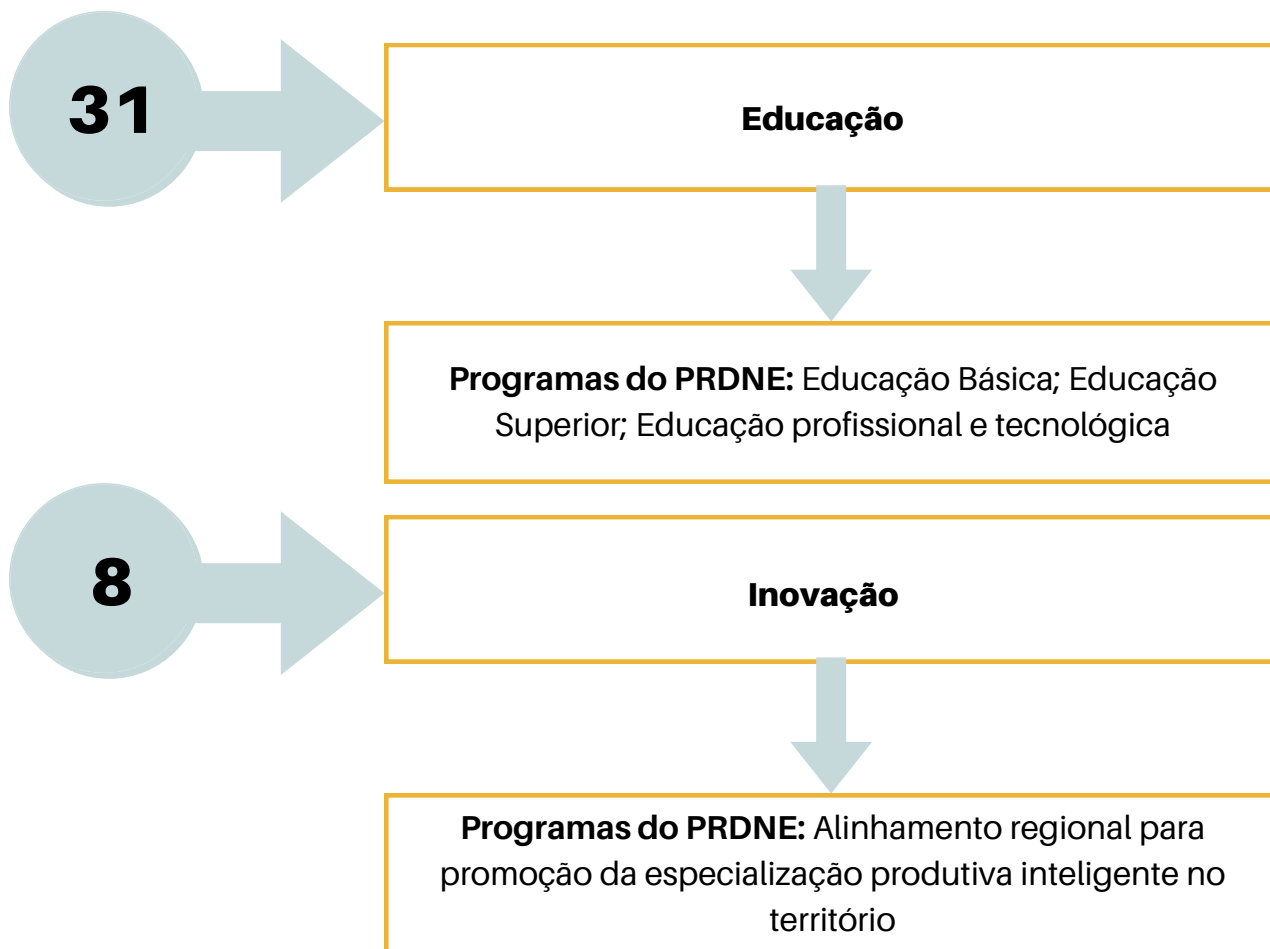 31
Educação
Programas do PRDNE: Educação Básica; Educação
Superior; Educação profissional e tecnológica
8
Inovação
Programas do PRDNE: Alinhamento regional para
promoção da especialização produtiva inteligente no
território